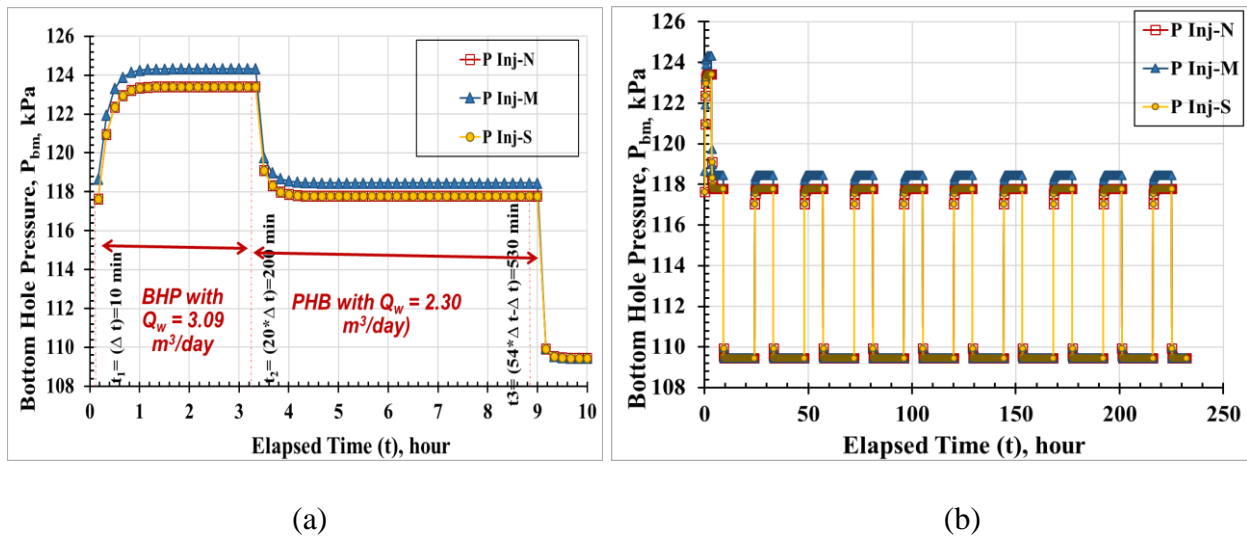 (a)
126
124
122
120
118
116
114
112
110
108
Bottom Hole Pressure, Pbm, kPa
P Inj-N
P Inj-M
P Inj-S
BHP with
Qw = 3.09
m³/day
PHB with Qw = 2.30
m³/day)
t1= (Δ t)=10 min
t2= (20*Δ t)=200 min
t3= (54*Δ t-Δ t)=530 min
0 1 2 3 4 5 6 7 8 9 10
Elapsed Time (t), hour
(b)
126
124
122
120
118
116
114
112
110
108
Bottom Hole Pressure, Pbm, kPa
P Inj-N
P Inj-M
P Inj-S
0 50 100 150 200 250
Elapsed Time (t), hour
(a)
(b)